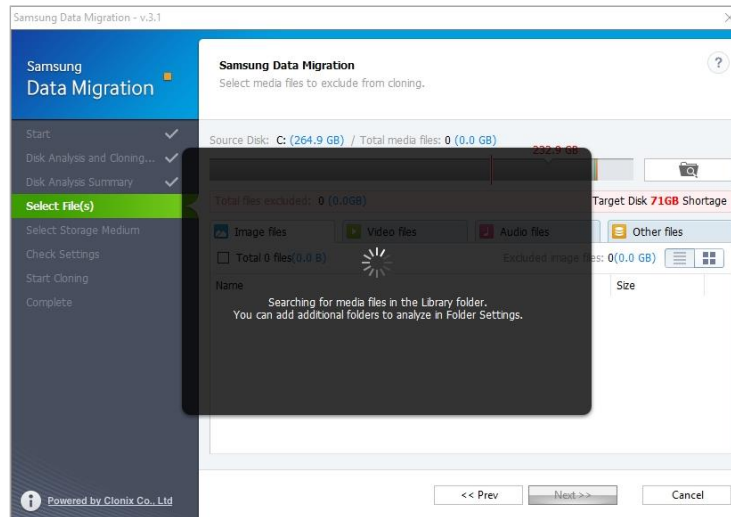 Samsung Data Migration - v.3.1
Samsung
Data Migration
Samsung Data Migration
Select media files to exclude from cloning.
?
Start
Disk Analysis and Cloning...
Disk Analysis Summary
Select File(s)
Select Storage Medium
Check Settings
Start Cloning
Complete
Source Disk: C: (264.9 GB) / Total media files: 0 (0.0 GB)
232.9 GB
Total files excluded: 0 (0.0GB)
Target Disk 71GB Shortage
Image files
Video files
Audio files
Other files
Total 0 files(0.0 B)
Excluded image files: 0(0.0 GB)
Name
Size
Searching for media files in the Library folder.
You can add additional folders to analyze in Folder Settings.
Powered by Clonix Co., Ltd
<< Prev
Next >>
Cancel